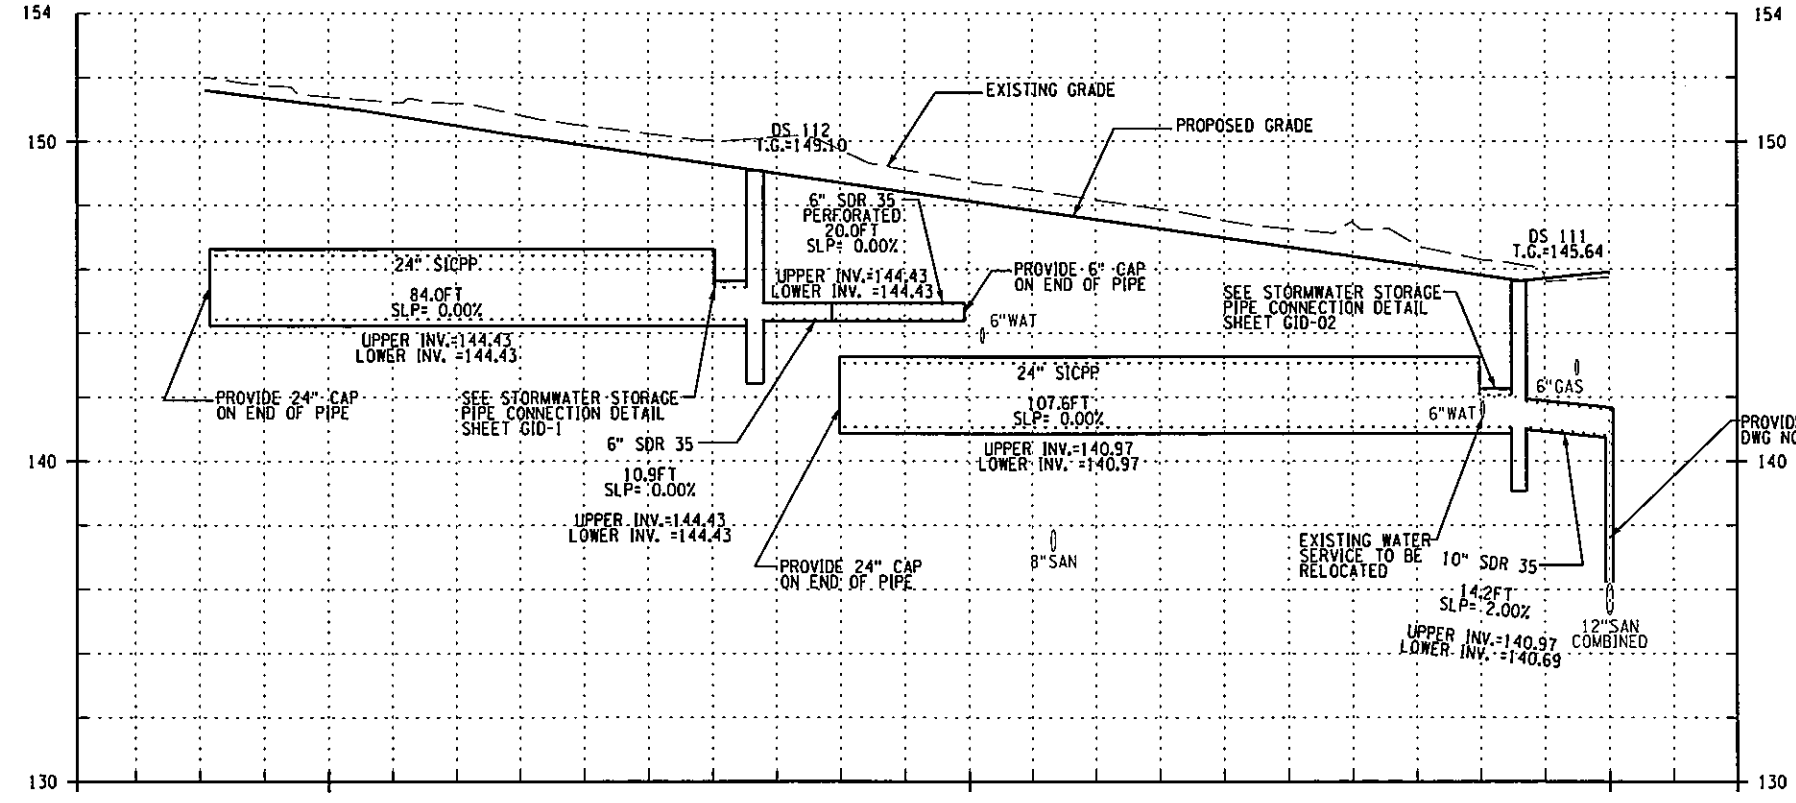 154
154
EXISTING GRADE
PROPOSED GRADE
DS 112
T.G.=149.10
150
150
6" SDR 35
PERFORATED
20.0FT
SLP= 0.00%
UPPER INV.=144.43
LOWER INV. =144.43
DS 111
T.G.=145.64
24" SICPP
84.0FT
SLP= 0.00%
UPPER INV.=144.43
LOWER INV. =144.43
PROVIDE 6" CAP
ON END OF PIPE
SEE STORMWATER STORAGE
PIPE CONNECTION DETAIL
SHEET GID-02
6"WAT
PROVIDE 24" CAP
ON END OF PIPE
SEE STORMWATER STORAGE
PIPE CONNECTION DETAIL
SHEET GID-1
24" SICPP
107.6FT
SLP= 0.00%
UPPER INV.=140.97
LOWER INV. =140.97
6"GAS
6"WAT
DWG
6" SDR 35
10.9FT
SLP= 0.00%
UPPER INV.=144.43
LOWER INV. =144.43
140
140
PROVIDE 24" CAP
ON END OF PIPE
8"SAN
EXISTING WATER
SERVICE TO BE
RELOCATED
10" SDR 35
14.2FT
SLP= 2.00%
UPPER INV.=140.97
LOWER INV. =140.69
12"SAN
COMBINED
130
130